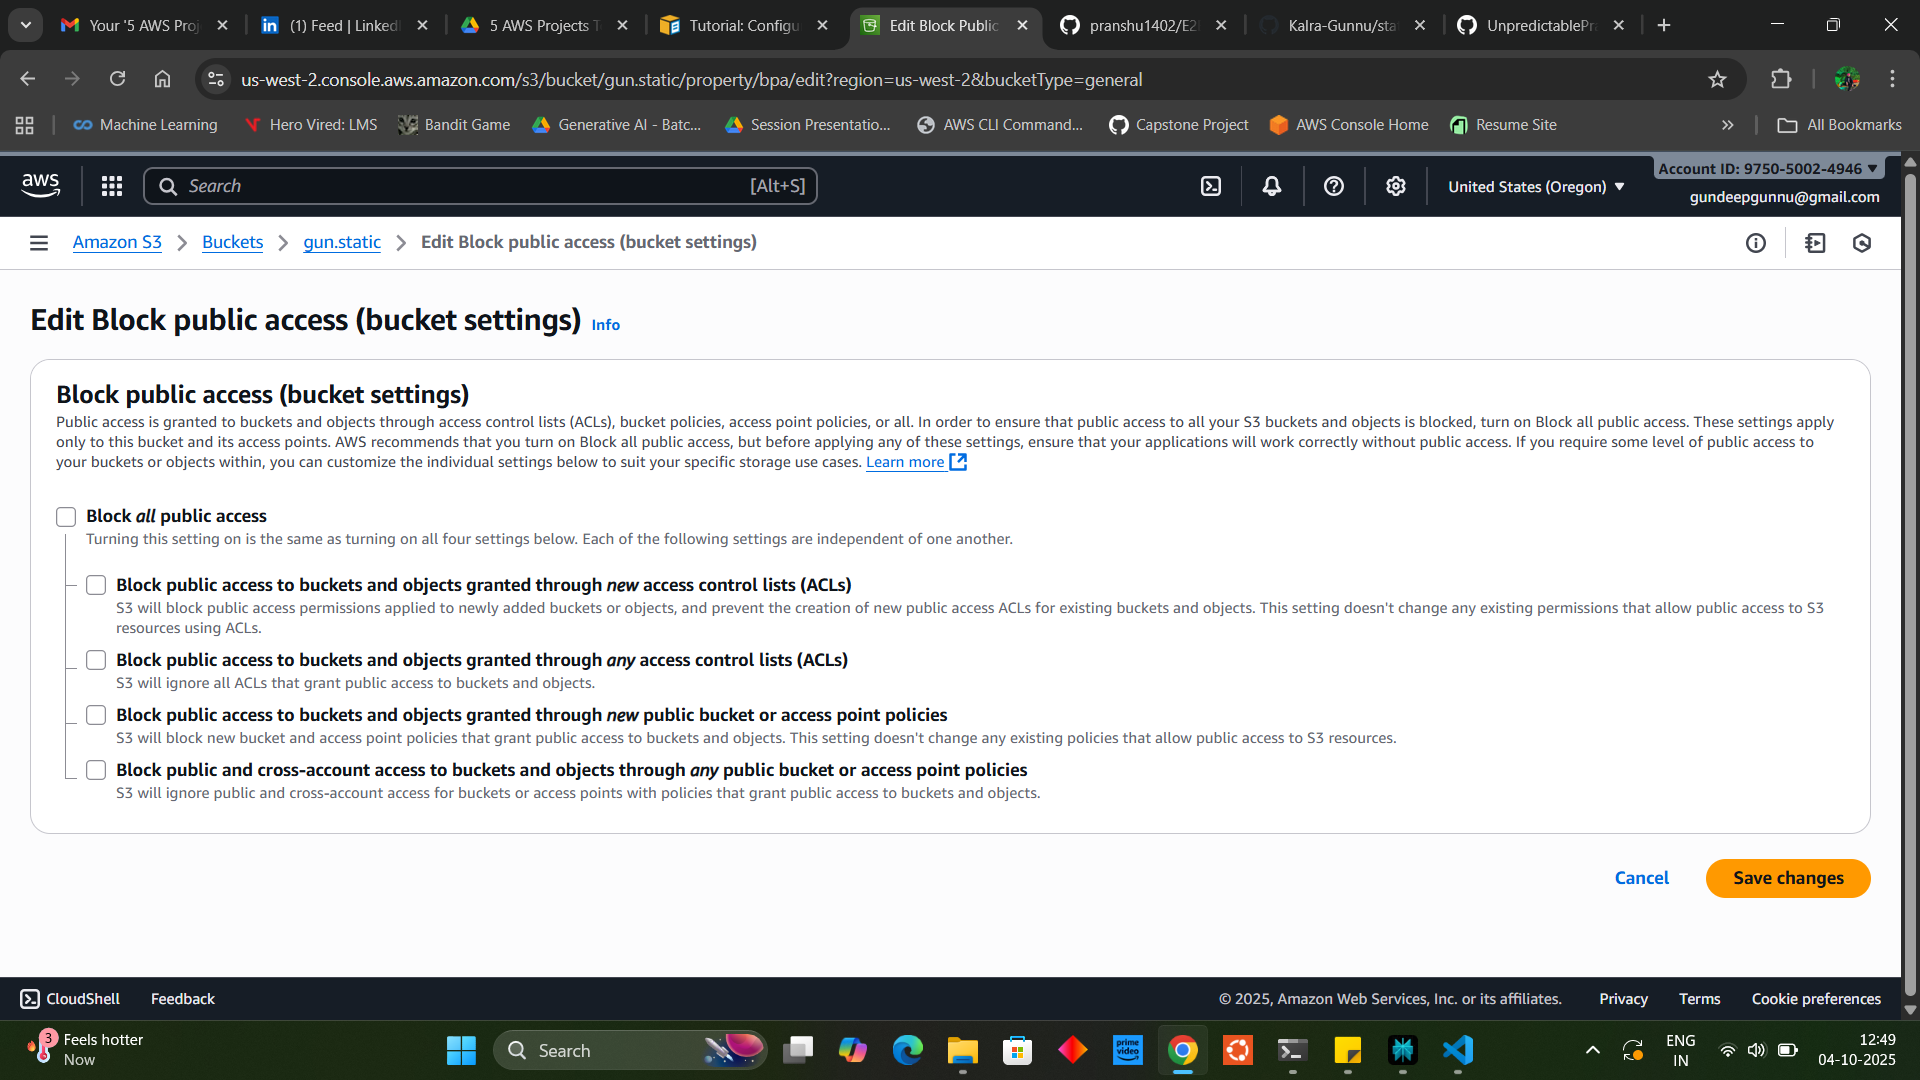 Your '5 AWS Proj
(1) Feed | LinkedI
5 AWS Projects T
Tutorial: Configu
Edit Block Public
pranshu1402/E2
Kalra-Gunnu/sta
UnpredictablePr
us-west-2.console.aws.amazon.com/s3/bucket/gun.static/property/bpa/edit?region=us-west-2&bucketType=general
Machine Learning
Hero Vired: LMS
Bandit Game
Generative AI - Batc...
Session Presentatio...
AWS CLI Command...
Capstone Project
AWS Console Home
Resume Site
All Bookmarks
aws
Search
[Alt+S]
United States (Oregon)
Account ID: 9750-5002-4946
gundeepgunnu@gmail.com
Amazon S3
Buckets
gun.static
Edit Block public access (bucket settings)
Edit Block public access (bucket settings) Info
Block public access (bucket settings)
Public access is granted to buckets and objects through access control lists (ACLs), bucket policies, access point policies, or all. In order to ensure that public access to all your S3 buckets and objects is blocked, turn on Block all public access. These settings apply
only to this bucket and its access points. AWS recommends that you turn on Block all public access, but before applying any of these settings, ensure that your applications will work correctly without public access. If you require some level of public access to
your buckets or objects within, you can customize the individual settings below to suit your specific storage use cases. Learn more
Block all public access
Turning this setting on is the same as turning on all four settings below. Each of the following settings are independent of one another.
Block public access to buckets and objects granted through new access control lists (ACLs)
S3 will block public access permissions applied to newly added buckets or objects, and prevent the creation of new public access ACLs for existing buckets and objects. This setting doesn't change any existing permissions that allow public access to S3
resources using ACLs.
Block public access to buckets and objects granted through any access control lists (ACLs)
S3 will ignore all ACLs that grant public access to buckets and objects.
Block public access to buckets and objects granted through new public bucket or access point policies
S3 will block new bucket and access point policies that grant public access to buckets and objects. This setting doesn't change any existing policies that allow public access to S3 resources.
Block public and cross-account access to buckets and objects through any public bucket or access point policies
S3 will ignore public and cross-account access for buckets or access points with policies that grant public access to buckets and objects.
Cancel
Save changes
CloudShell
Feedback
© 2025, Amazon Web Services, Inc. or its affiliates.
Privacy
Terms
Cookie preferences
3
Feels hotter
Now
Search
prime video
ENG
IN
12:49
04-10-2025